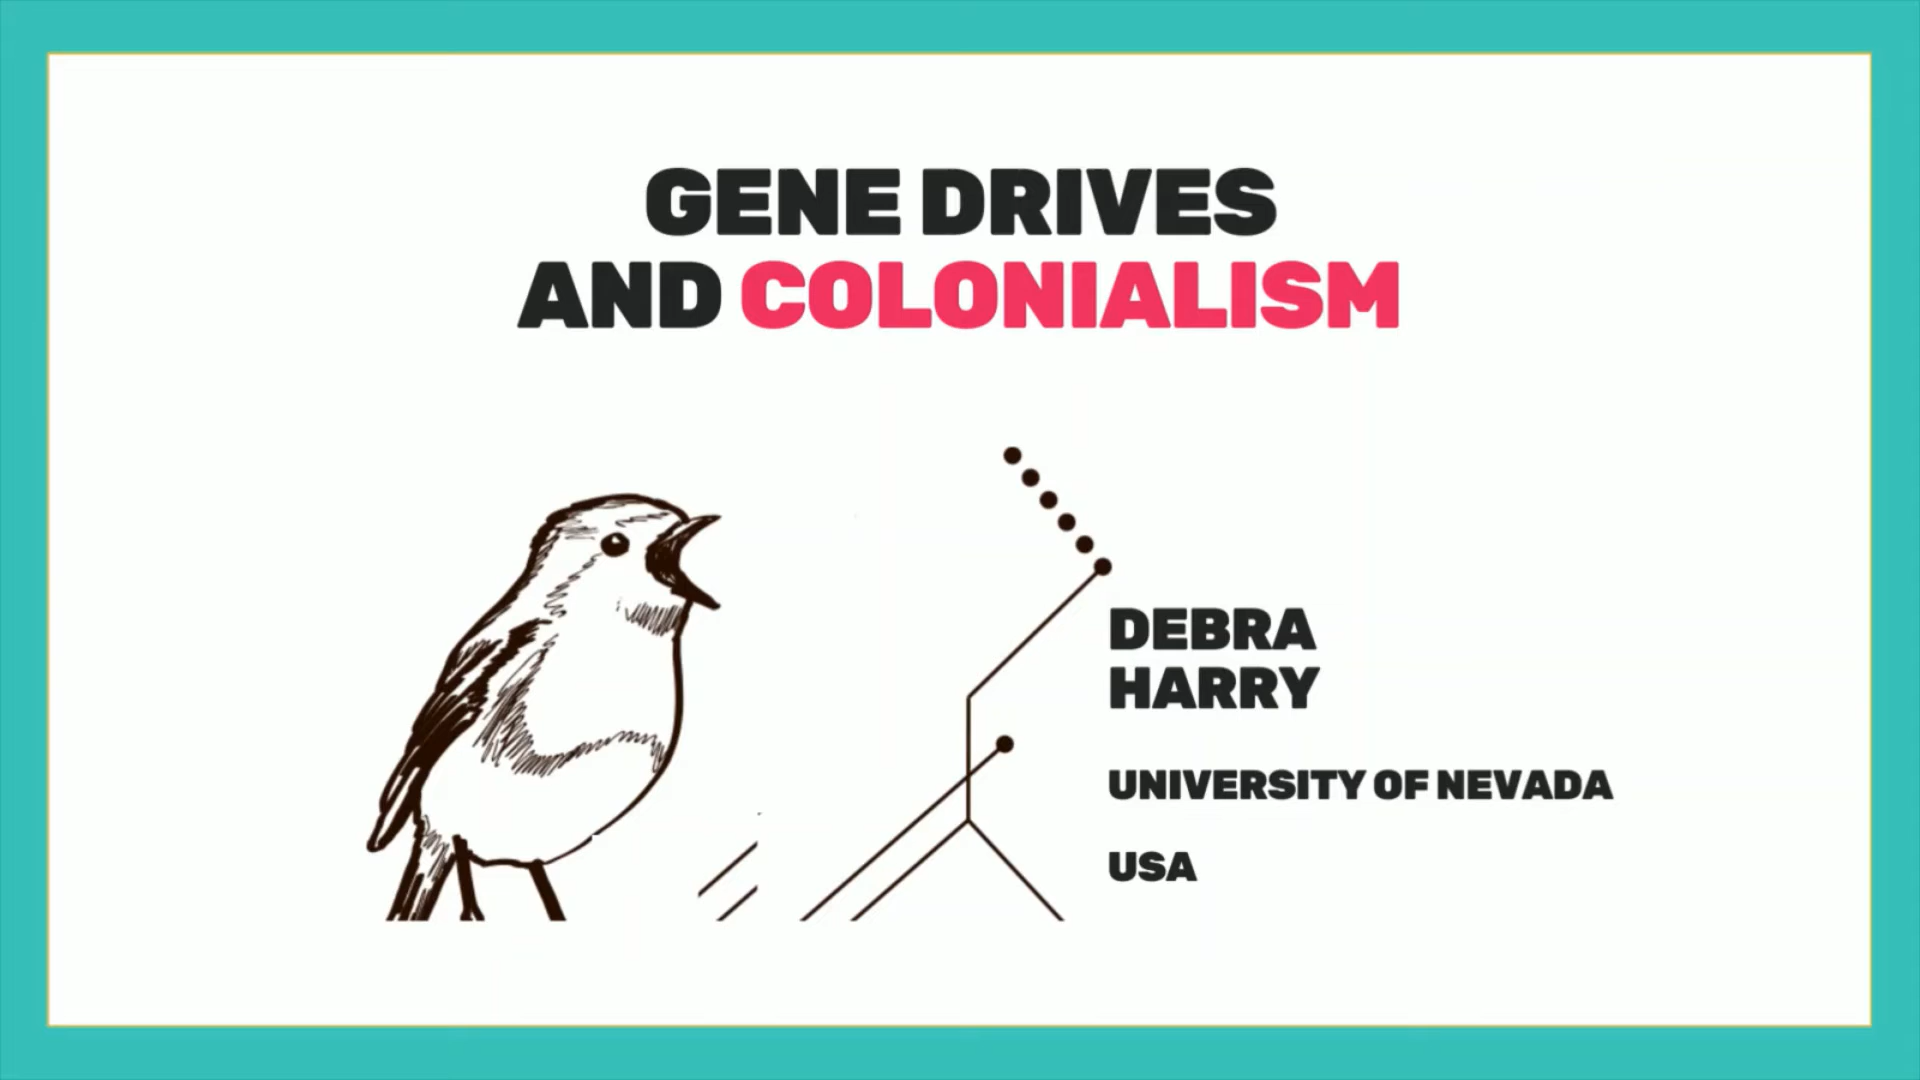 GENE DRIVES
AND COLONIALISM
DEBRA
HARRY
UNIVERSITY OF NEVADA
USA